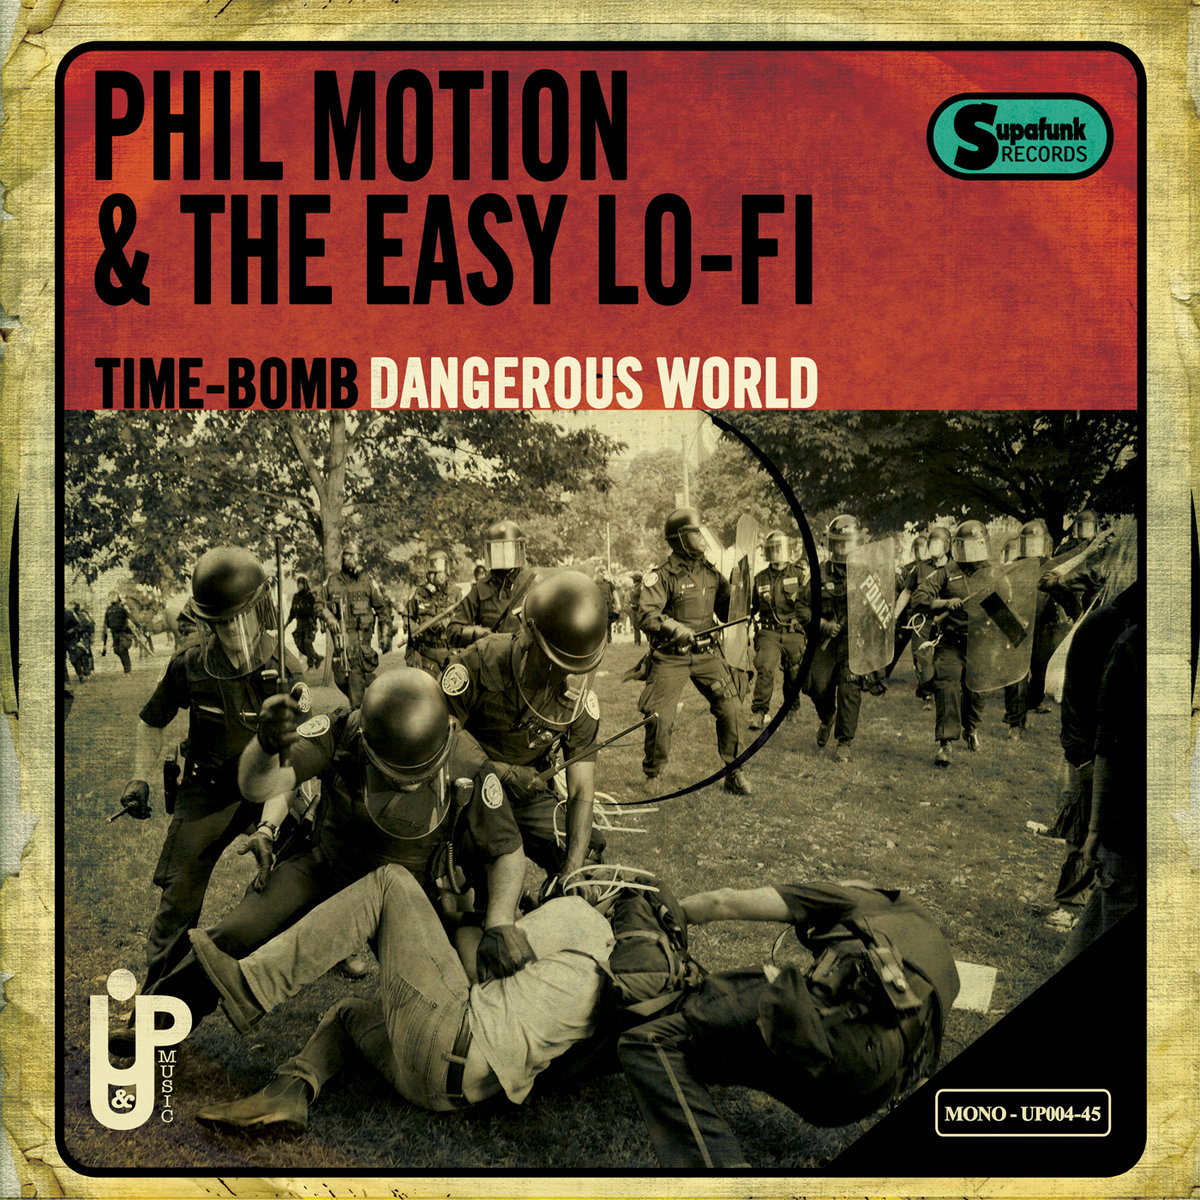 PHIL MOTION
& THE EASY LO-FI
Supafunk
RECORDS
TIME-BOMB DANGEROUS WORLD
POLICE
UP
&
MUSIC
MONO - UP004-45